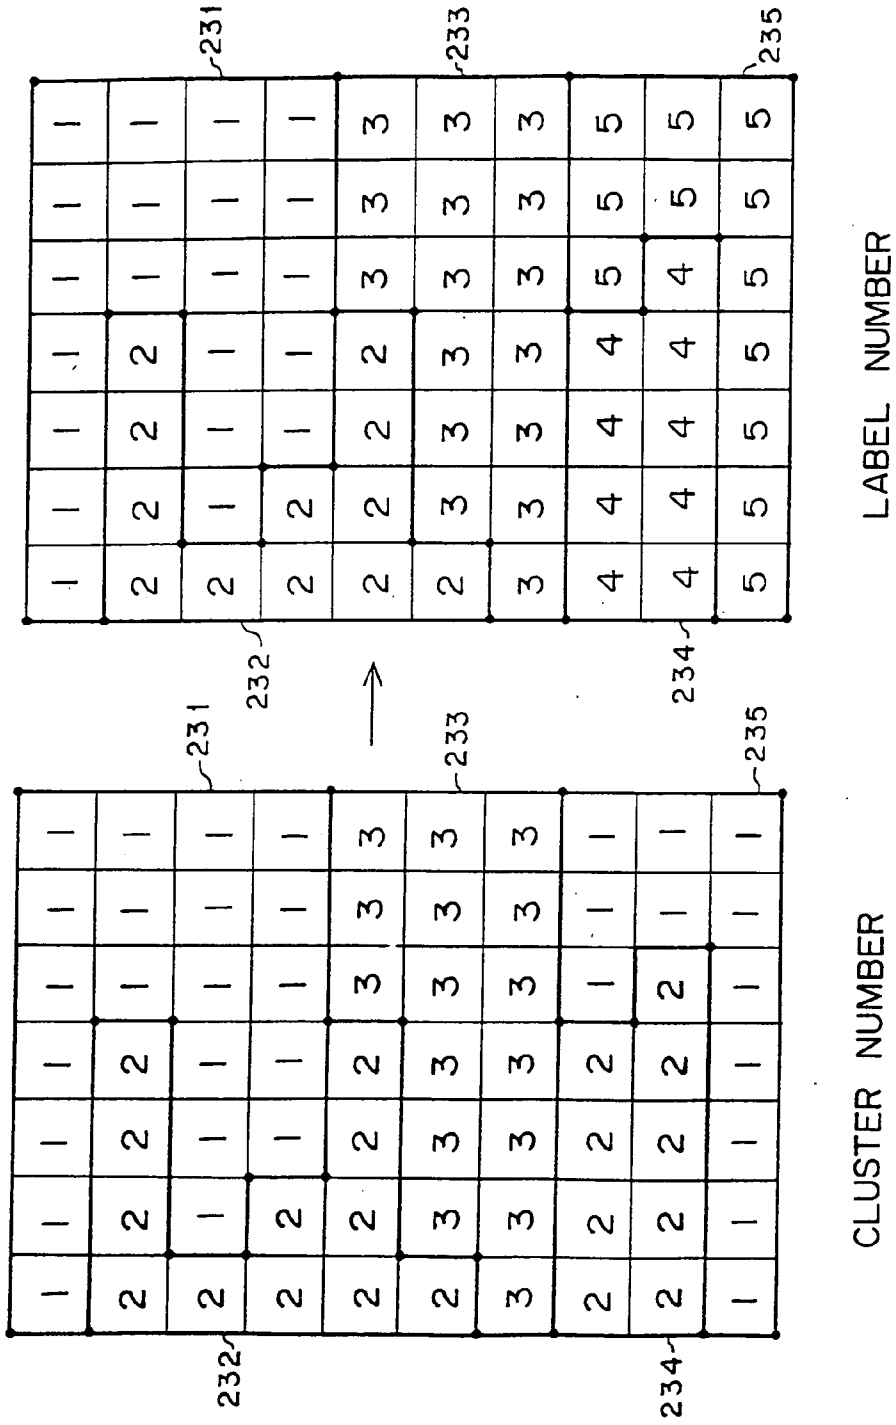 1 1 1 1 1 1 1
2 2 2 2 1 1 1
2 1 1 1 1 1 1
2 2 1 1 1 1 1
2 2 2 2 3 3 3
2 3 3 3 3 3 3
3 3 3 3 3 3 3
2 2 2 2 1 1 1
2 2 2 2 2 1 1
1 1 1 1 1 1 1
232
234
231
233
235
CLUSTER NUMBER
1 1 1 1 1 1 1
2 2 2 2 1 1 1
2 1 1 1 1 1 1
2 2 1 1 1 1 1
2 2 2 2 3 3 3
2 3 3 3 3 3 3
3 3 3 3 3 3 3
4 4 4 4 5 5 5
4 4 4 4 4 5 5
5 5 5 5 5 5 5
232
234
231
233
235
LABEL NUMBER